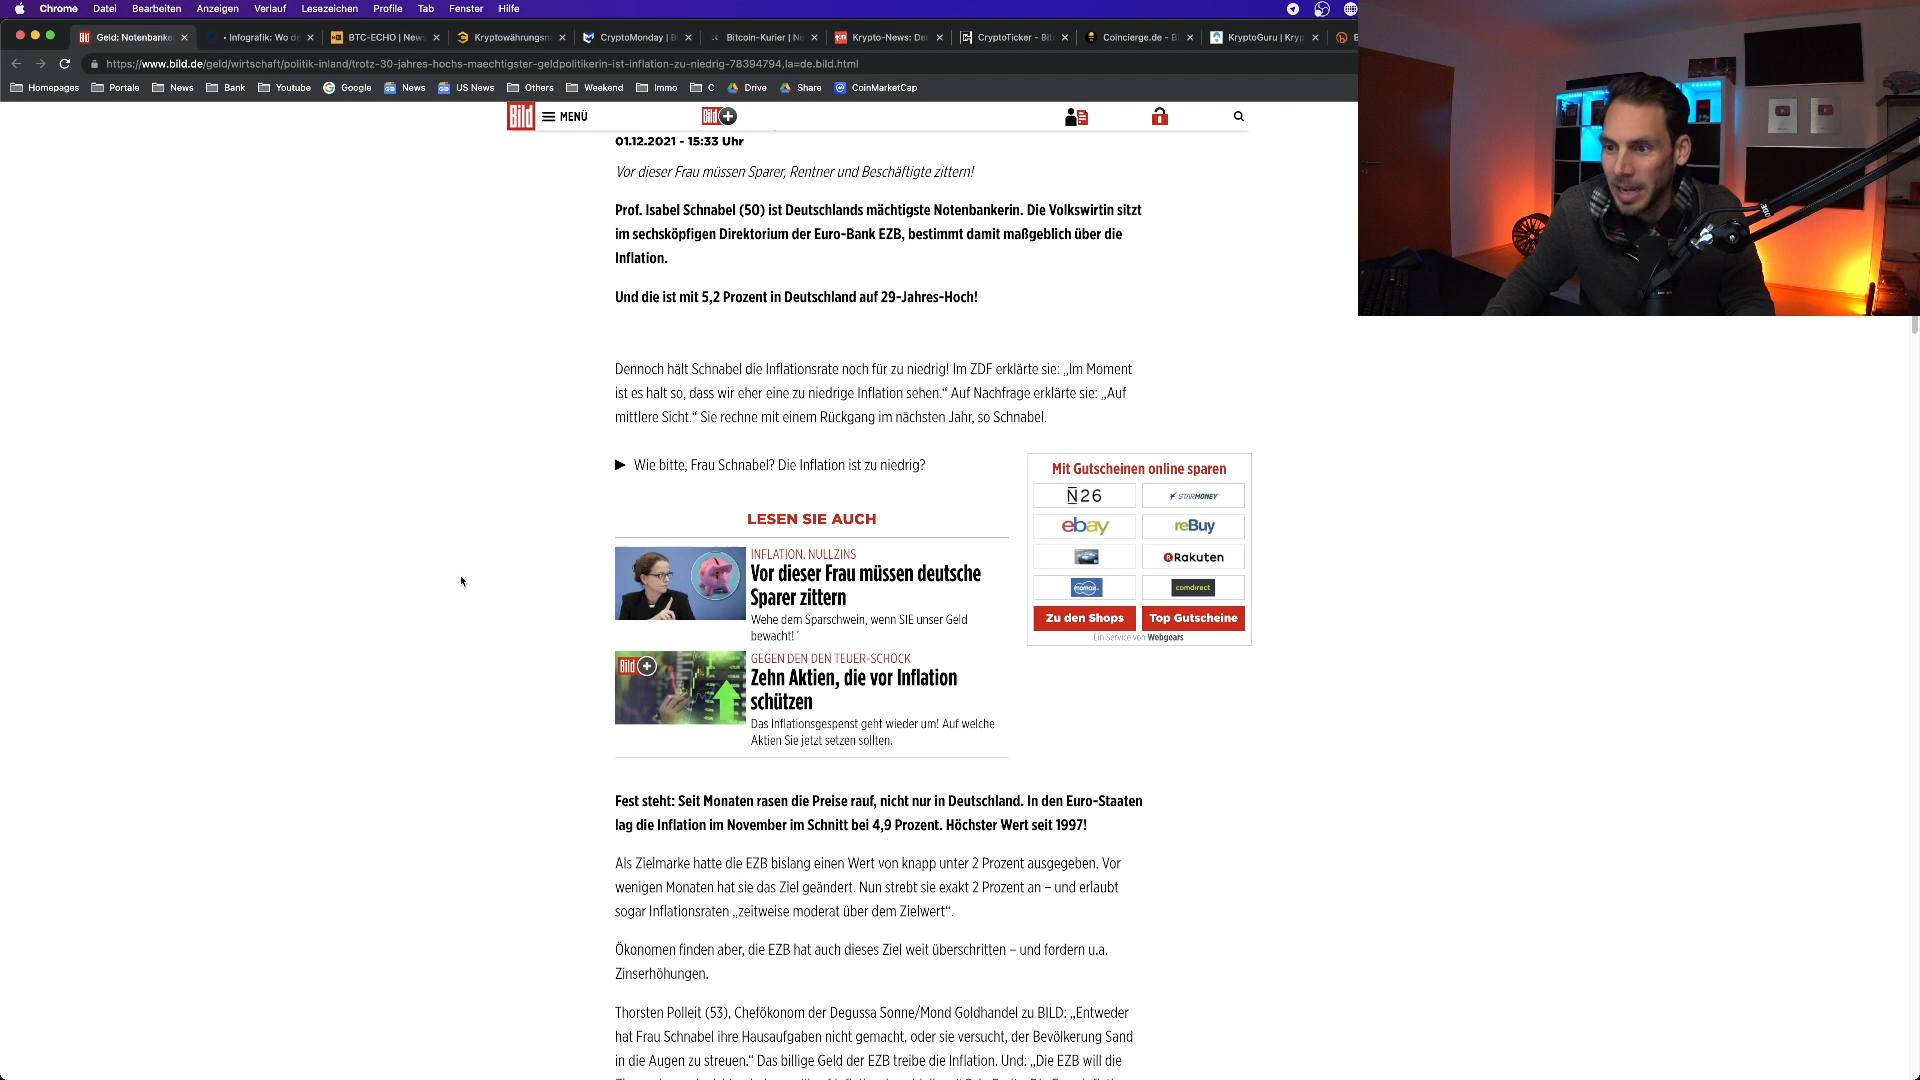 Chrome Datei Bearbeiten Anzeigen Verlauf Lesezeichen Profile Tab Fenster Hilfe
Geld: Notenbanke
• Infografik: Wo de
BTC-ECHO | News
Kryptowährungsn
CryptoMonday | B
Bitcoin-Kurier | Ne
Krypto-News: De
CryptoTicker - Bit
Coincierge.de - B
KryptoGuru | Kryp
https://www.bild.de/geld/wirtschaft/politik-inland/trotz-30-jahres-hochs-maechtigster-geldpolitikerin-ist-inflation-zu-niedrig-78394794,la=de.bild.html
Homepages Portale News Bank Youtube Google News US News Others Weekend Immo C Drive Share CoinMarketCap
Bild MENÜ Bild+
01.12.2021 - 15:33 Uhr
Vor dieser Frau müssen Sparer, Rentner und Beschäftigte zittern!
Prof. Isabel Schnabel (50) ist Deutschlands mächtigste Notenbankerin. Die Volkswirtin sitzt
im sechsköpfigen Direktorium der Euro-Bank EZB, bestimmt damit maßgeblich über die
Inflation.
Und die ist mit 5,2 Prozent in Deutschland auf 29-Jahres-Hoch!
Dennoch hält Schnabel die Inflationsrate noch für zu niedrig! Im ZDF erklärte sie: „Im Moment
ist es halt so, dass wir eher eine zu niedrige Inflation sehen.“ Auf Nachfrage erklärte sie: „Auf
mittlere Sicht.“ Sie rechne mit einem Rückgang im nächsten Jahr, so Schnabel.
▶ Wie bitte, Frau Schnabel? Die Inflation ist zu niedrig?
LESEN SIE AUCH
INFLATION, NULLZINS
Vor dieser Frau müssen deutsche
Sparer zittern
Wehe dem Sparschwein, wenn SIE unser Geld
bewacht! ´
Bild+
GEGEN DEN DEN TEUER-SCHOCK
Zehn Aktien, die vor Inflation
schützen
Das Inflationsgespenst geht wieder um! Auf welche
Aktien Sie jetzt setzen sollten.
Mit Gutscheinen online sparen
N26 STARMONEY
ebay reBuy
Rakuten
momox comdirect
Zu den Shops Top Gutscheine
Ein Service von Webgears
Fest steht: Seit Monaten rasen die Preise rauf, nicht nur in Deutschland. In den Euro-Staaten
lag die Inflation im November im Schnitt bei 4,9 Prozent. Höchster Wert seit 1997!
Als Zielmarke hatte die EZB bislang einen Wert von knapp unter 2 Prozent ausgegeben. Vor
wenigen Monaten hat sie das Ziel geändert. Nun strebt sie exakt 2 Prozent an – und erlaubt
sogar Inflationsraten „zeitweise moderat über dem Zielwert“.
Ökonomen finden aber, die EZB hat auch dieses Ziel weit überschritten – und fordern u.a.
Zinserhöhungen.
Thorsten Polleit (53), Chefökonom der Degussa Sonne/Mond Goldhandel zu BILD: „Entweder
hat Frau Schnabel ihre Hausaufgaben nicht gemacht, oder sie versucht, der Bevölkerung Sand
in die Augen zu streuen.“ Das billige Geld der EZB treibe die Inflation. Und: „Die EZB will die